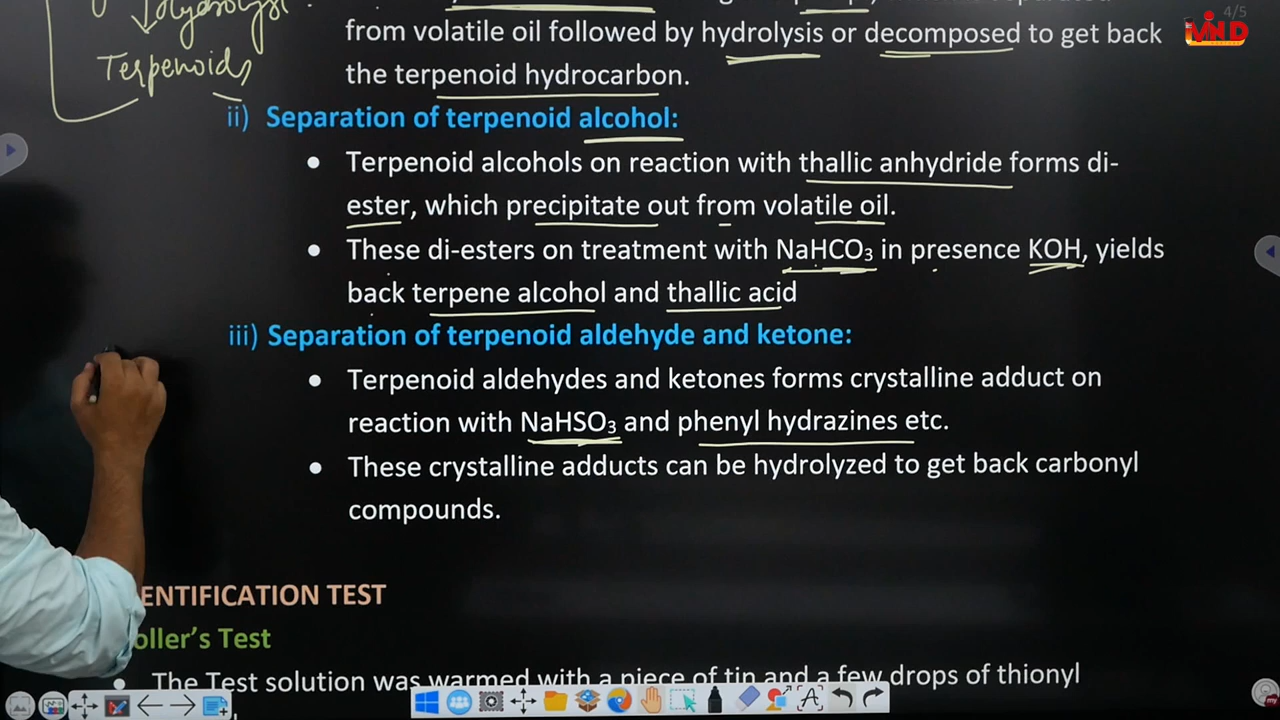 4/5
MIND
from volatile oil followed by hydrolysis or decomposed to get back
the terpenoid hydrocarbon.
Terpenoids
ii) Separation of terpenoid alcohol:
• Terpenoid alcohols on reaction with thallic anhydride forms di-
ester, which precipitate out from volatile oil.
• These di-esters on treatment with NaHCO₃ in presence KOH, yields
back terpene alcohol and thallic acid
iii) Separation of terpenoid aldehyde and ketone:
• Terpenoid aldehydes and ketones forms crystalline adduct on
reaction with NaHSO₃ and phenyl hydrazines etc.
• These crystalline adducts can be hydrolyzed to get back carbonyl
compounds.
ENTIFICATION TEST
oller's Test
• The Test solution was warmed with a piece of tin and a few drops of thionyl